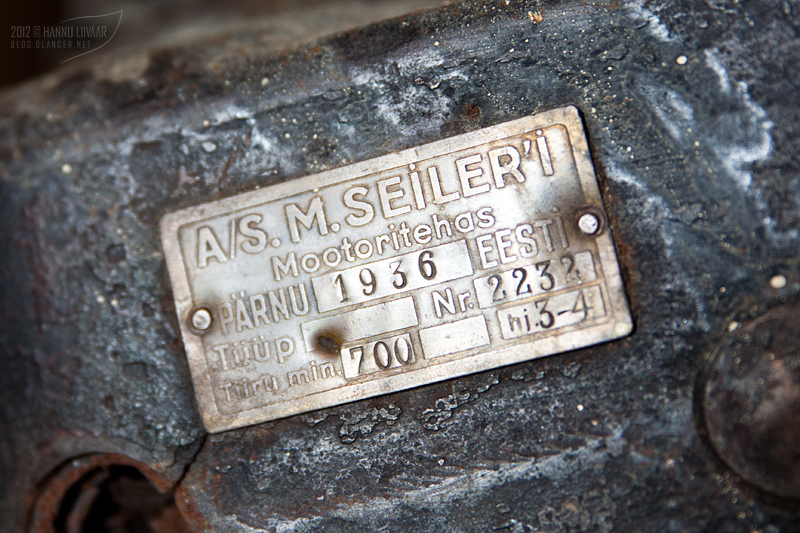 2012 © HANNU LIIVAAR
BLOG.OLANCER.NET
A/S. M. SEILER'I
Mootoritehas
PÄRNU 1936 EESTI
Tüüp Nr. 2232
Tiiru min. 700 hj. 3-4